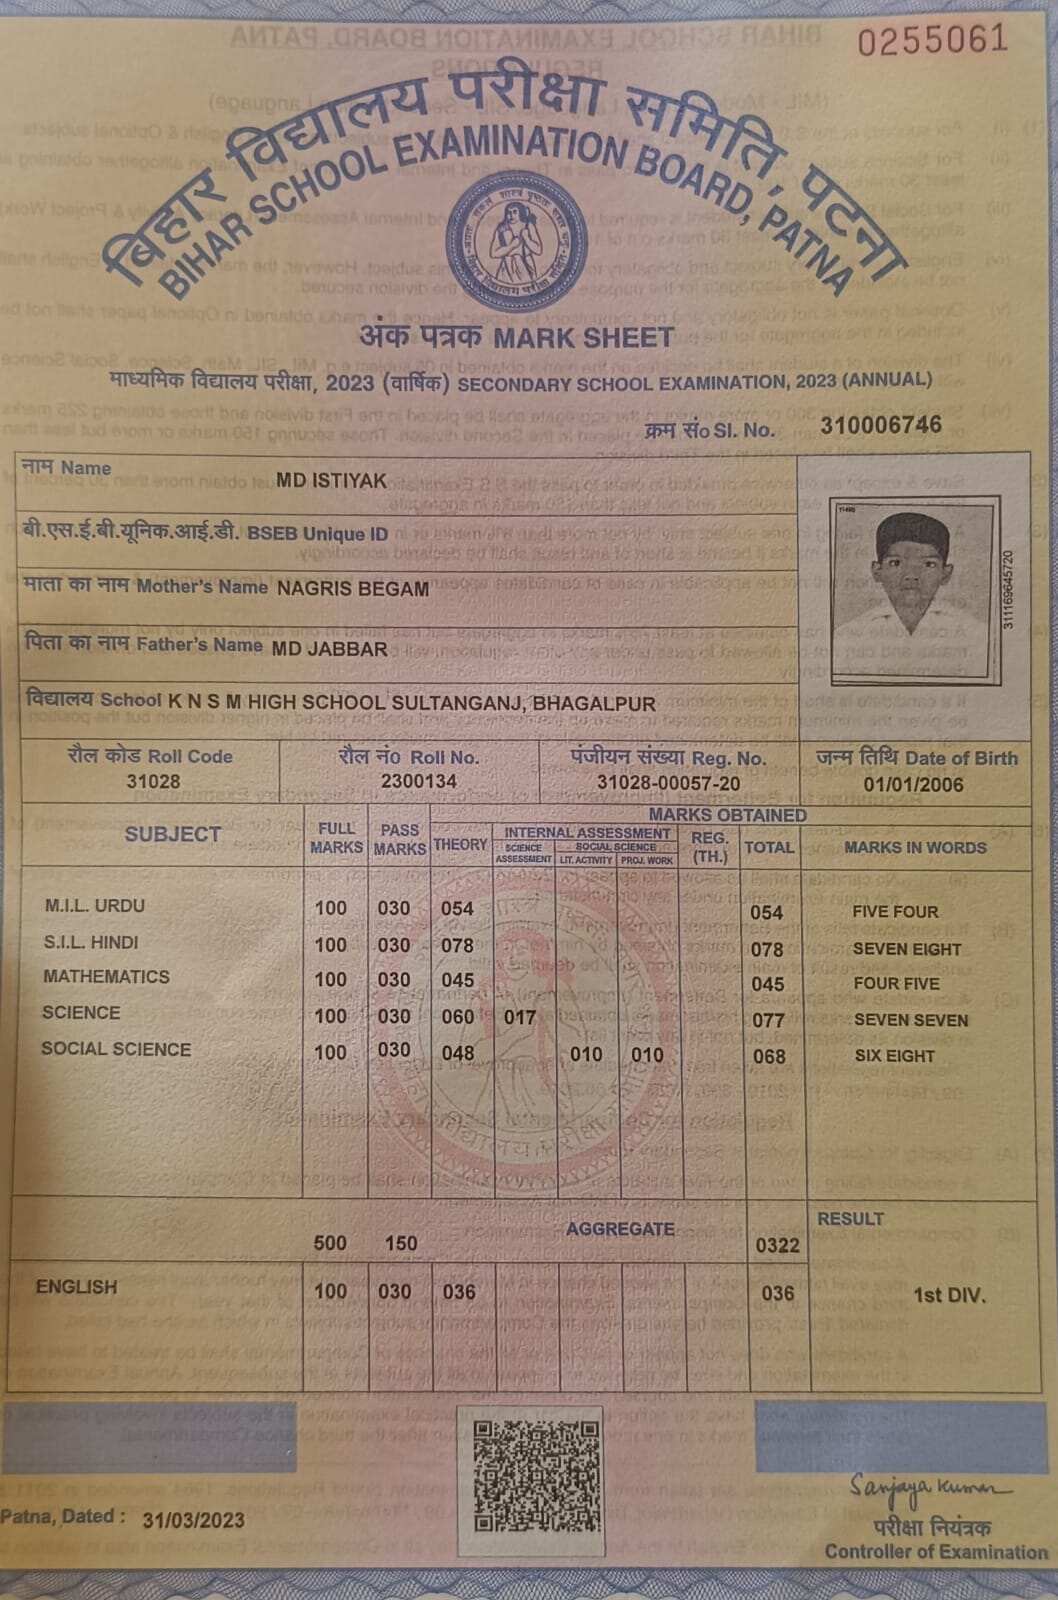 0255061
बिहार विद्यालय परीक्षा समिति, पटना
BIHAR SCHOOL EXAMINATION BOARD, PATNA
अंक पत्रक MARK SHEET
माध्यमिक विद्यालय परीक्षा, 2023 (वार्षिक) SECONDARY SCHOOL EXAMINATION, 2023 (ANNUAL)
क्रम सं० Sl. No. 310006746
नाम Name MD ISTIYAK
बी.एस.ई.बी.यूनिक.आई.डी. BSEB Unique ID
माता का नाम Mother's Name NAGRIS BEGAM
पिता का नाम Father's Name MD JABBAR
विद्यालय School K N S M HIGH SCHOOL SULTANGANJ, BHAGALPUR
311169645720
रौल कोड Roll Code रौल नं० Roll No. पंजीयन संख्या Reg. No. जन्म तिथि Date of Birth
31028 2300134 31028-00057-20 01/01/2006
SUBJECT FULL MARKS PASS MARKS MARKS OBTAINED
THEORY INTERNAL ASSESSMENT REG. (TH.) TOTAL MARKS IN WORDS
SCIENCE ASSESSMENT SOCIAL SCIENCE
LIT. ACTIVITY PROJ. WORK
M.I.L. URDU 100 030 054 054 FIVE FOUR
S.I.L. HINDI 100 030 078 078 SEVEN EIGHT
MATHEMATICS 100 030 045 045 FOUR FIVE
SCIENCE 100 030 060 017 077 SEVEN SEVEN
SOCIAL SCIENCE 100 030 048 010 010 068 SIX EIGHT
500 150 AGGREGATE 0322 RESULT
ENGLISH 100 030 036 036 1st DIV.
Patna, Dated : 31/03/2023
Sanjaya Kumar
परीक्षा नियंत्रक
Controller of Examination